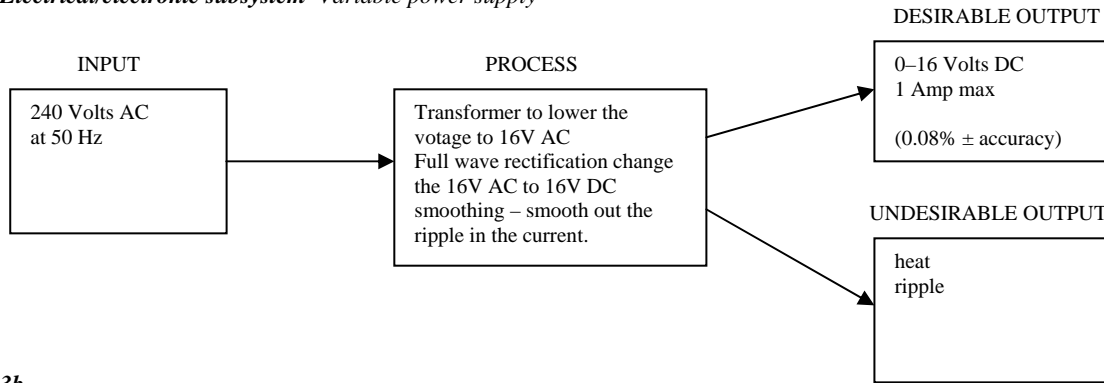 Electrical/electronic subsystem Variable power supply
DESIRABLE OUTPUT
INPUT
PROCESS
0–16 Volts DC
1 Amp max
(0.08% ± accuracy)
240 Volts AC
at 50 Hz
Transformer to lower the
votage to 16V AC
Full wave rectification change
the 16V AC to 16V DC
smoothing – smooth out the
ripple in the current.
UNDESIRABLE OUTPUT
heat
ripple
3b